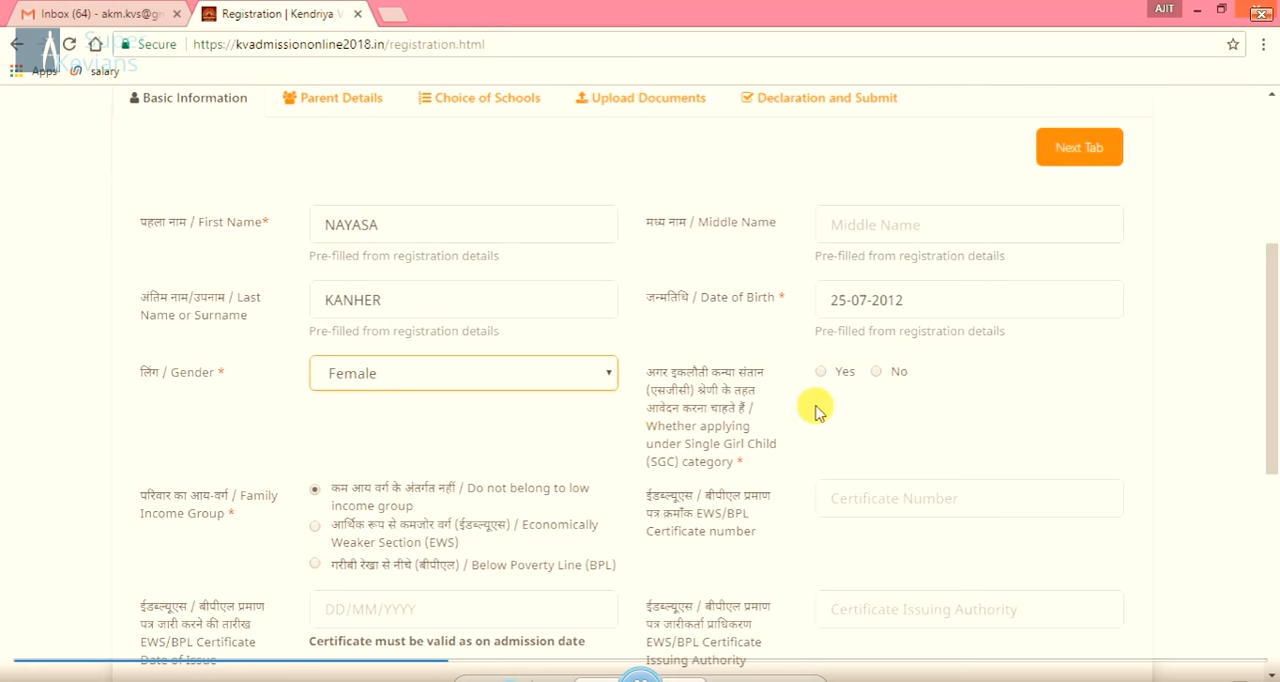 Inbox (64) - akm.kvs@gm
Registration | Kendriya V
AJIT
Secure
https://kvadmissiononline2018.in/registration.html
Super
Kevians
Apps
salary
Basic Information
Parent Details
Choice of Schools
Upload Documents
Declaration and Submit
Next Tab
पहला नाम / First Name*
NAYASA
Pre-filled from registration details
मध्य नाम / Middle Name
Middle Name
Pre-filled from registration details
अंतिम नाम/उपनाम / Last
Name or Surname
KANHER
Pre-filled from registration details
जन्मतिथि / Date of Birth *
25-07-2012
Pre-filled from registration details
लिंग / Gender *
Female
अगर इकलौती कन्या संतान
(एसजीसी) श्रेणी के तहत
आवेदन करना चाहते हैं /
Whether applying
under Single Girl Child
(SGC) category *
Yes
No
परिवार का आय-वर्ग / Family
Income Group *
कम आय वर्ग के अंतर्गत नहीं / Do not belong to low
income group
आर्थिक रूप से कमजोर वर्ग (ईडब्ल्यूएस) / Economically
Weaker Section (EWS)
गरीबी रेखा से नीचे (बीपीएल) / Below Poverty Line (BPL)
ईडब्ल्यूएस / बीपीएल प्रमाण
पत्र क्रमाँक EWS/BPL
Certificate number
Certificate Number
ईडब्ल्यूएस / बीपीएल प्रमाण
पत्र जारी करने की तारीख
EWS/BPL Certificate
Date of Issue
DD/MM/YYYY
Certificate must be valid as on admission date
ईडब्ल्यूएस / बीपीएल प्रमाण
पत्र जारीकर्ता प्राधिकरण
EWS/BPL Certificate
Issuing Authority
Certificate Issuing Authority